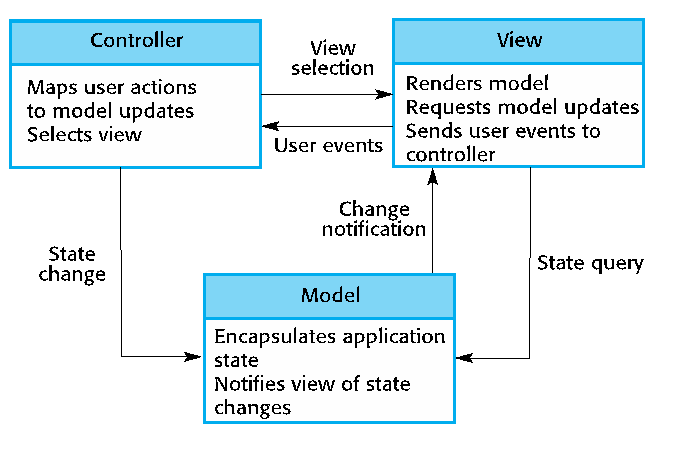 Controller
Maps user actions
to model updates
Selects view
View
selection
User events
View
Renders model
Requests model updates
Sends user events to
controller
State
change
Change
notification
State query
Model
Encapsulates application
state
Notifies view of state
changes